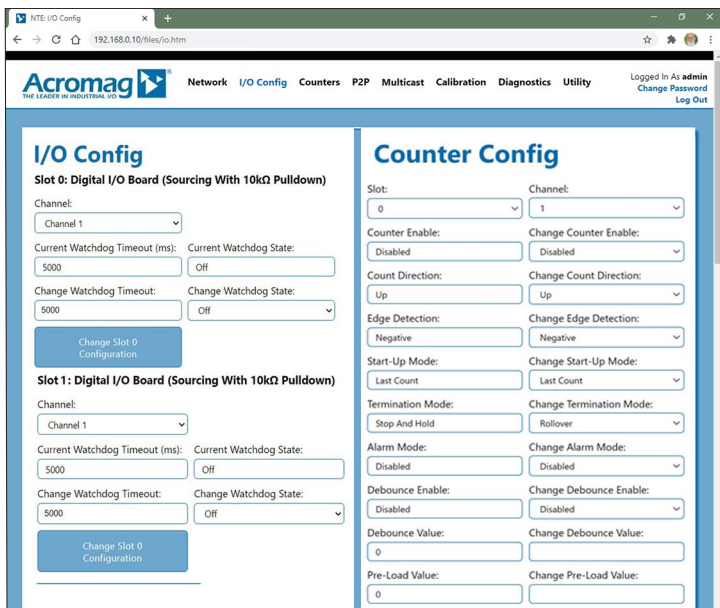 NTE: I/O Config
192.168.0.10/files/io.htm
Acromag
THE LEADER IN INDUSTRIAL I/O
Network I/O Config Counters P2P Multicast Calibration Diagnostics Utility
Logged In As admin
Change Password
Log Out
I/O Config
Slot 0: Digital I/O Board (Sourcing With 10kΩ Pulldown)
Channel:
Channel 1
Current Watchdog Timeout (ms): Current Watchdog State:
5000 Off
Change Watchdog Timeout: Change Watchdog State:
5000 Off
Change Slot 0
Configuration
Slot 1: Digital I/O Board (Sourcing With 10kΩ Pulldown)
Channel:
Channel 1
Current Watchdog Timeout (ms): Current Watchdog State:
5000 Off
Change Watchdog Timeout: Change Watchdog State:
5000 Off
Change Slot 0
Configuration
Counter Config
Slot: Channel:
0 1
Counter Enable: Change Counter Enable:
Disabled Disabled
Count Direction: Change Count Direction:
Up Up
Edge Detection: Change Edge Detection:
Negative Negative
Start-Up Mode: Change Start-Up Mode:
Last Count Last Count
Termination Mode: Change Termination Mode:
Stop And Hold Rollover
Alarm Mode: Change Alarm Mode:
Disabled Disabled
Debounce Enable: Change Debounce Enable:
Disabled Disabled
Debounce Value: Change Debounce Value:
0
Pre-Load Value: Change Pre-Load Value:
0